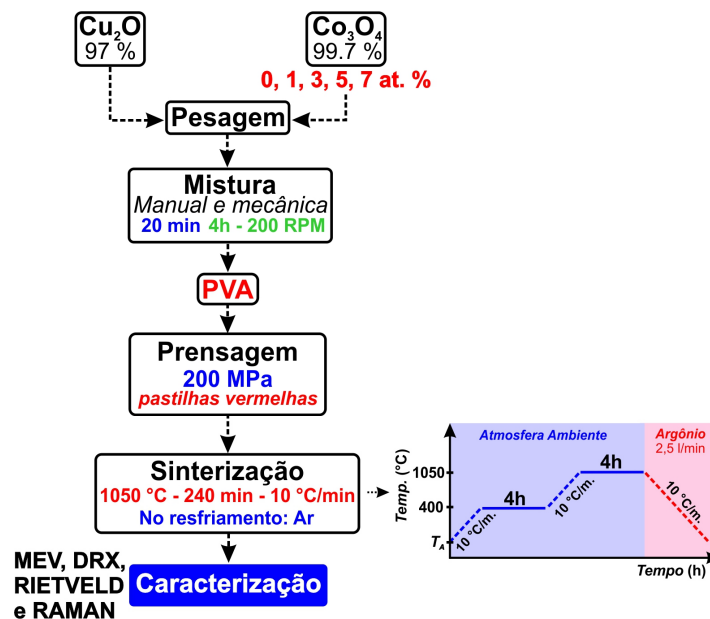 Cu₂O
97 %
Co₃O₄
99.7 %
0, 1, 3, 5, 7 at. %
Pesagem
Mistura
Manual e mecânica
20 min 4h - 200 RPM
PVA
Prensagem
200 MPa
pastilhas vermelhas
Sinterização
1050 °C - 240 min - 10 °C/min
No resfriamento: Ar
MEV, DRX,
RIETVELD
e RAMAN
Caracterização
Atmosfera Ambiente
Argônio
2,5 l/min
Temp. (°C)
1050
400
T_A
10 °C/m.
4h
10 °C/m.
4h
10 °C/m.
Tempo (h)